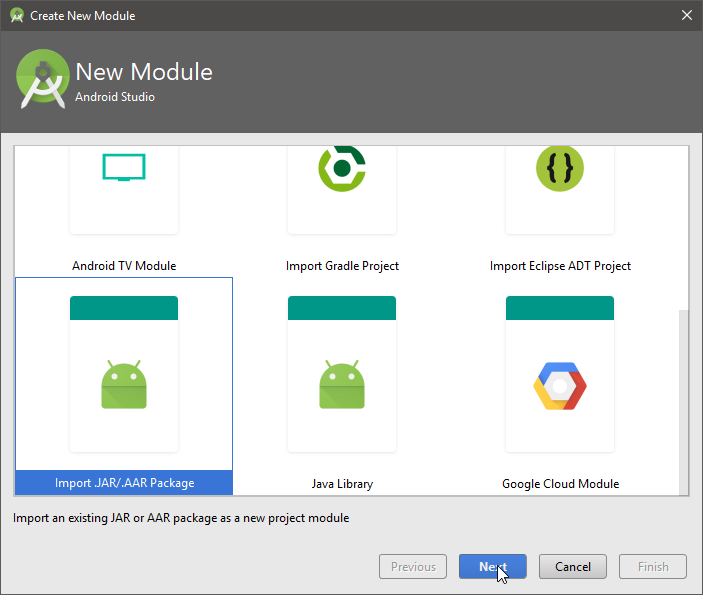 Create New Module
New Module
Android Studio
{}
Android TV Module
Import Gradle Project
Import Eclipse ADT Project
Import .JAR/.AAR Package
Java Library
Google Cloud Module
Import an existing JAR or AAR package as a new project module
Previous
Next
Cancel
Finish